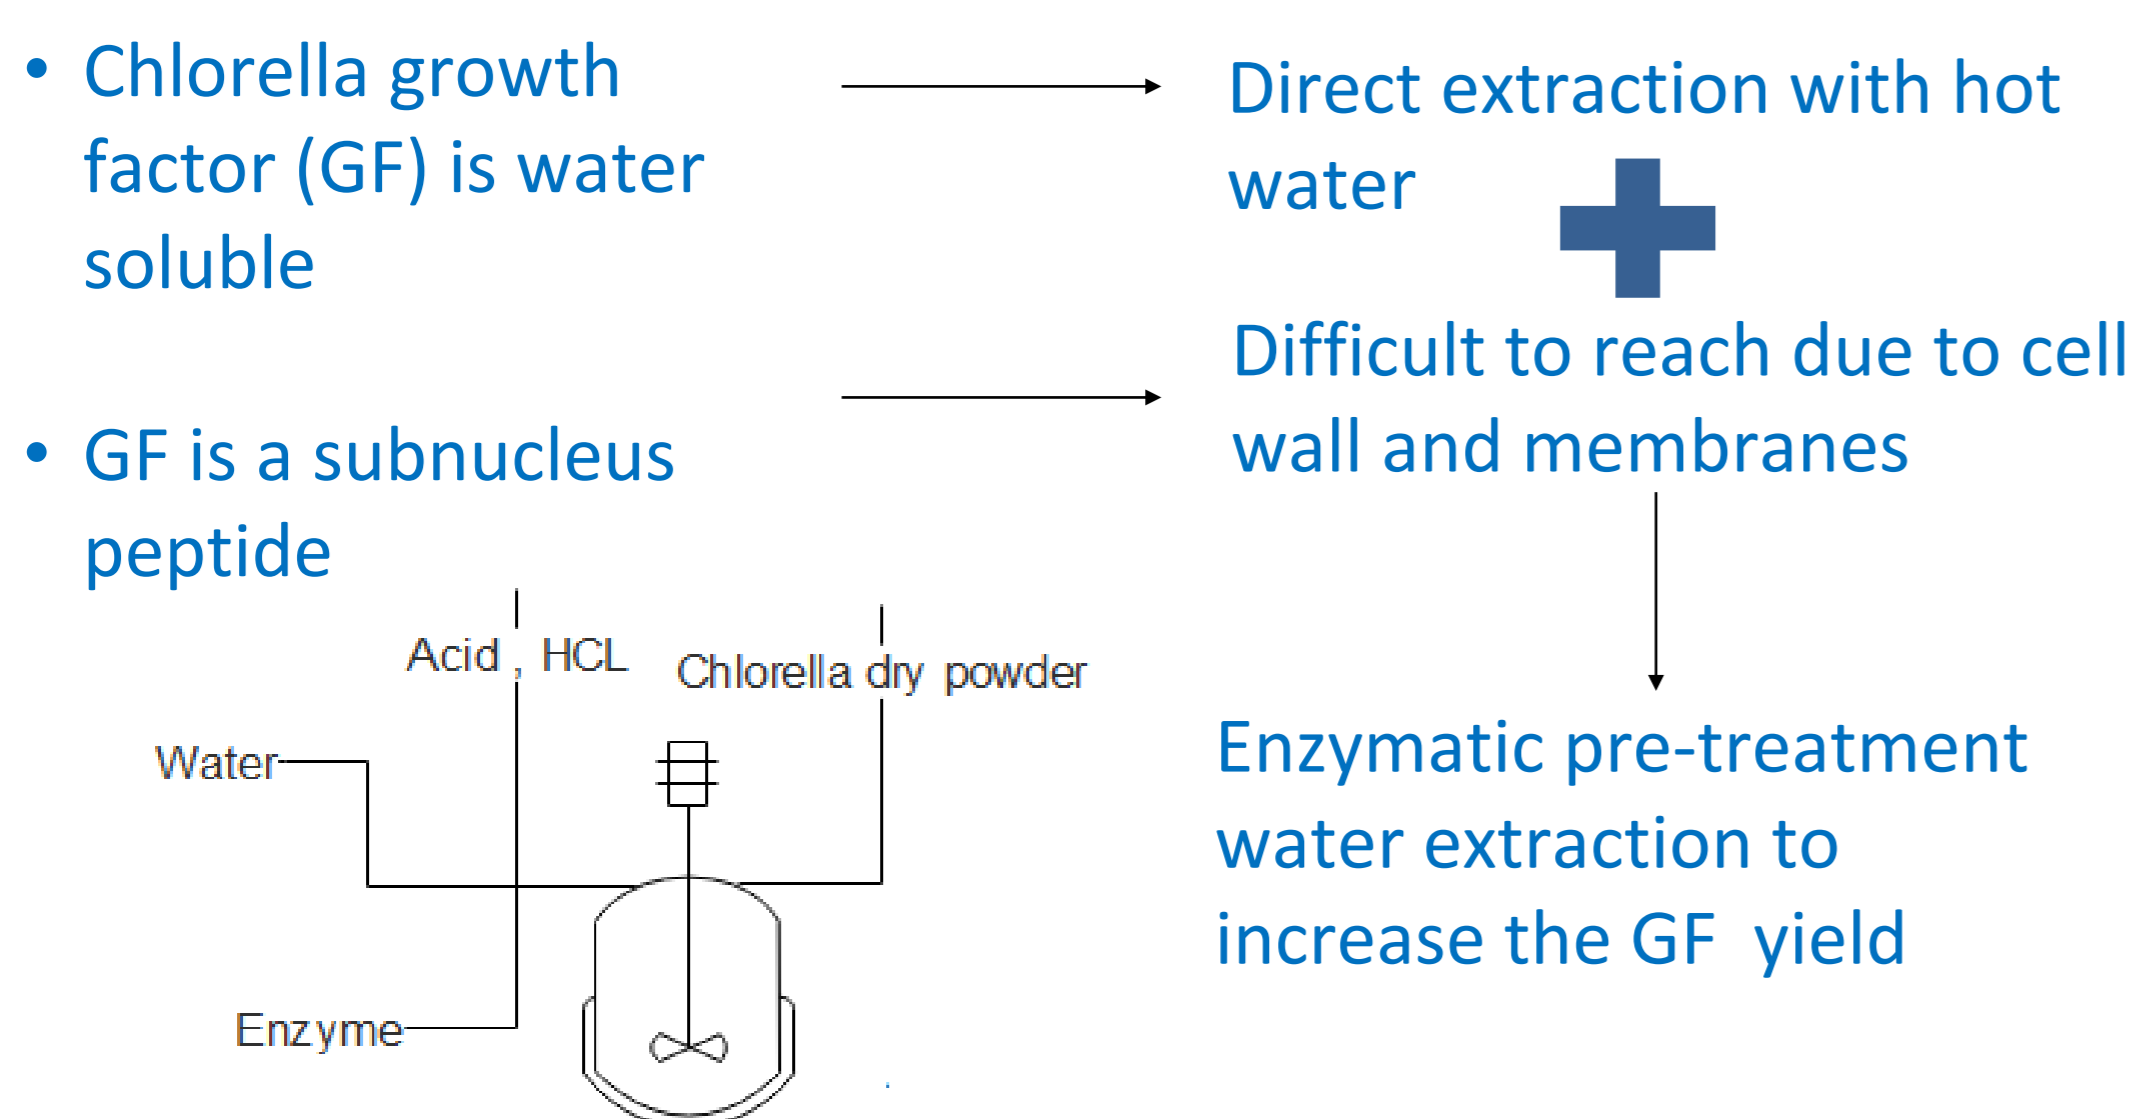 • Chlorella growth
factor (GF) is water
soluble
Direct extraction with hot
water
• GF is a subnucleus
peptide
Difficult to reach due to cell
wall and membranes
Enzymatic pre-treatment
water extraction to
increase the GF  yield
Acid , HCL
Chlorella dry powder
Water
Enzyme